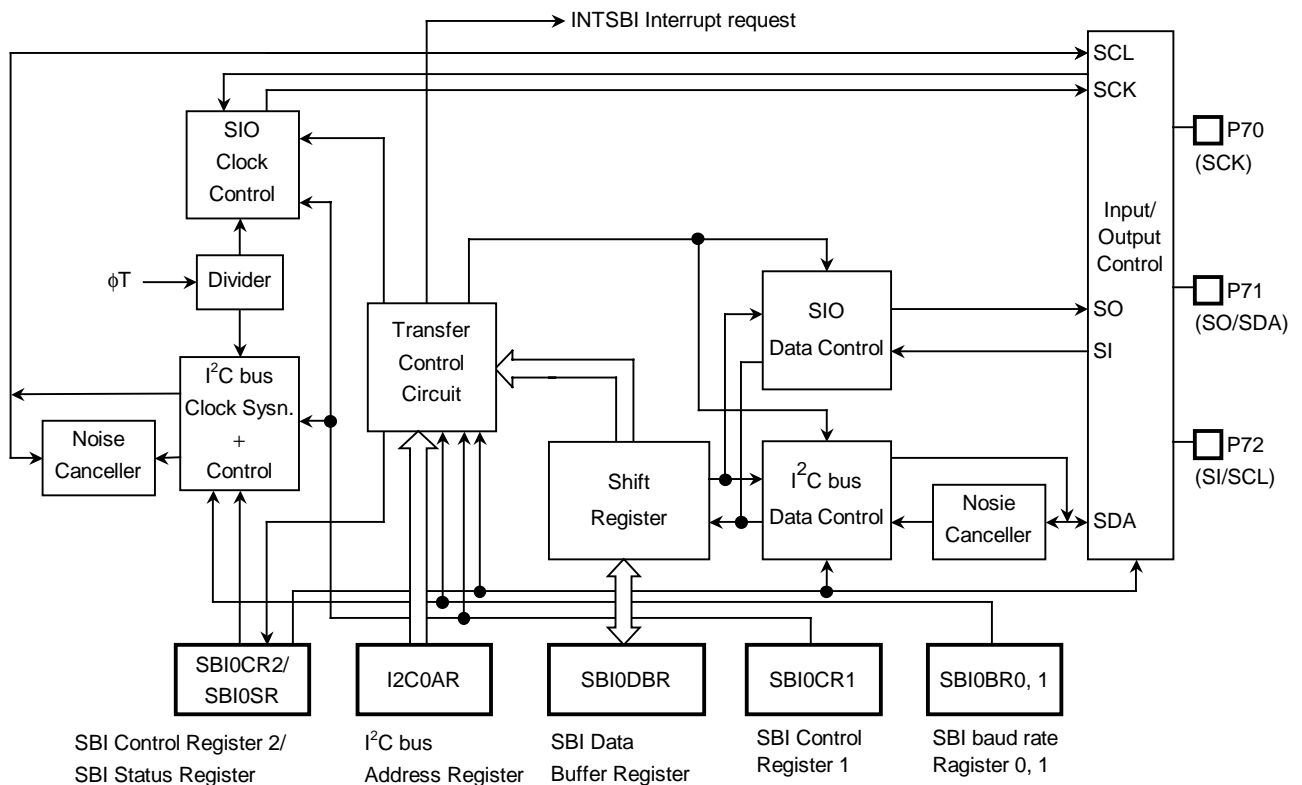 INTSBI Interrupt request
SCL
SCK
SIO
Clock
Control
P70
(SCK)
Input/
Output
Control
φT
Divider
P71
(SO/SDA)
SIO
Data Control
SO
SI
Transfer
Control
Circuit
I²C bus
Clock Sysn.
+
Control
Noise
Canceller
P72
(SI/SCL)
Shift
Register
I²C bus
Data Control
Nosie
Canceller
SDA
SBI0CR2/
SBI0SR
I2C0AR
SBI0DBR
SBI0CR1
SBI0BR0, 1
SBI Control Register 2/
SBI Status Register
I²C bus
Address Register
SBI Data
Buffer Register
SBI Control
Register 1
SBI baud rate
Ragister 0, 1